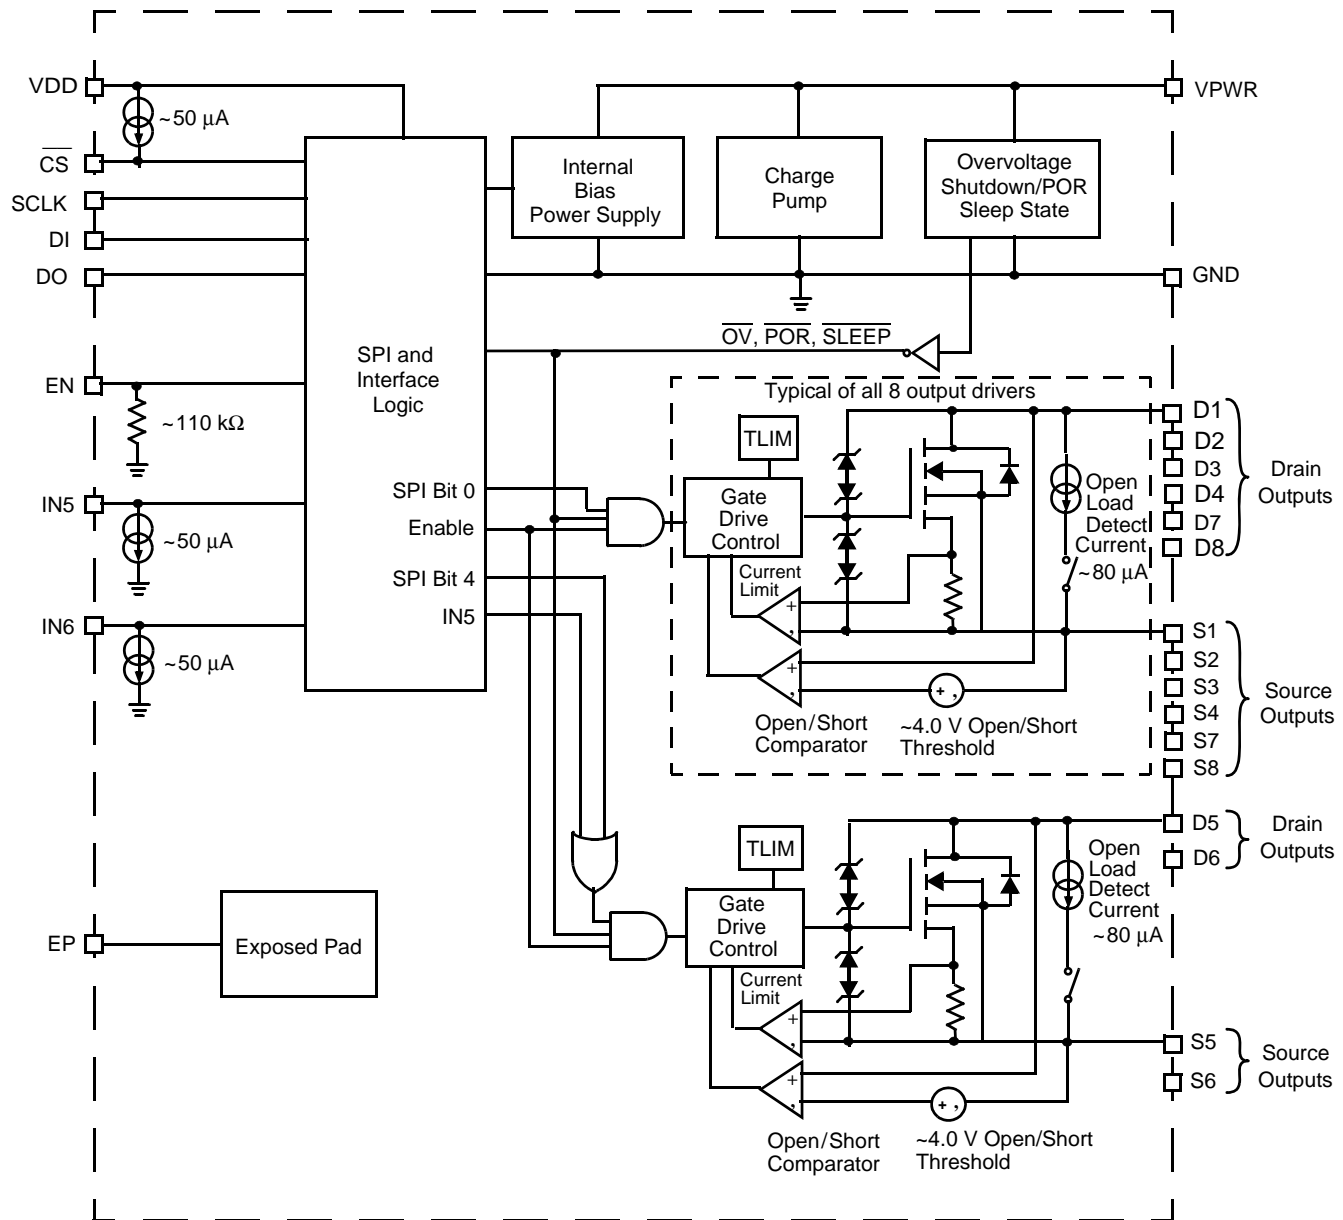 VDD
~50 μA
CS
SCLK
DI
DO
EN
~110 kΩ
IN5
~50 μA
IN6
~50 μA
EP
Exposed Pad
SPI and
Interface
Logic
SPI Bit 0
Enable
SPI Bit 4
IN5
Internal
Bias
Power Supply
Charge
Pump
Overvoltage
Shutdown/POR
Sleep State
VPWR
GND
OV, POR, SLEEP
Typical of all 8 output drivers
TLIM
Gate
Drive
Control
Current
Limit
+
,
+
,
Open/Short
Comparator
+ ,
~4.0 V Open/Short
Threshold
Open
Load
Detect
Current
~80 μA
D1
D2
D3
D4
D7
D8
Drain
Outputs
S1
S2
S3
S4
S7
S8
Source
Outputs
TLIM
Gate
Drive
Control
Current
Limit
+
,
+
,
Open/Short
Comparator
+ ,
~4.0 V Open/Short
Threshold
Open
Load
Detect
Current
~80 μA
D5
D6
Drain
Outputs
S5
S6
Source
Outputs